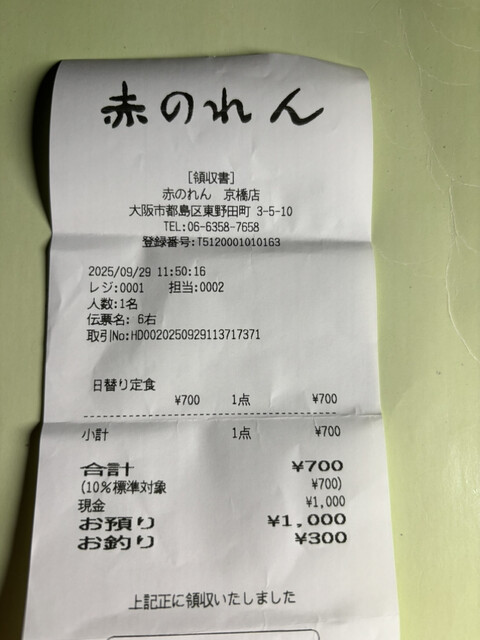 赤のれん
[領収書]
赤のれん 京橋店
大阪市都島区東野田町 3-5-10
TEL:06-6358-7658
登録番号:T5120001010163
2025/09/29 11:50:16
レジ:0001 担当:0002
人数:1名
伝票名: 6右
取引No:HD0020250929113717371
日替り定食
¥700 1点 ¥700
小計 1点 ¥700
合計 ¥700
(10%標準対象 ¥700)
現金 ¥1,000
お預り ¥1,000
お釣り ¥300
上記正に領収いたしました